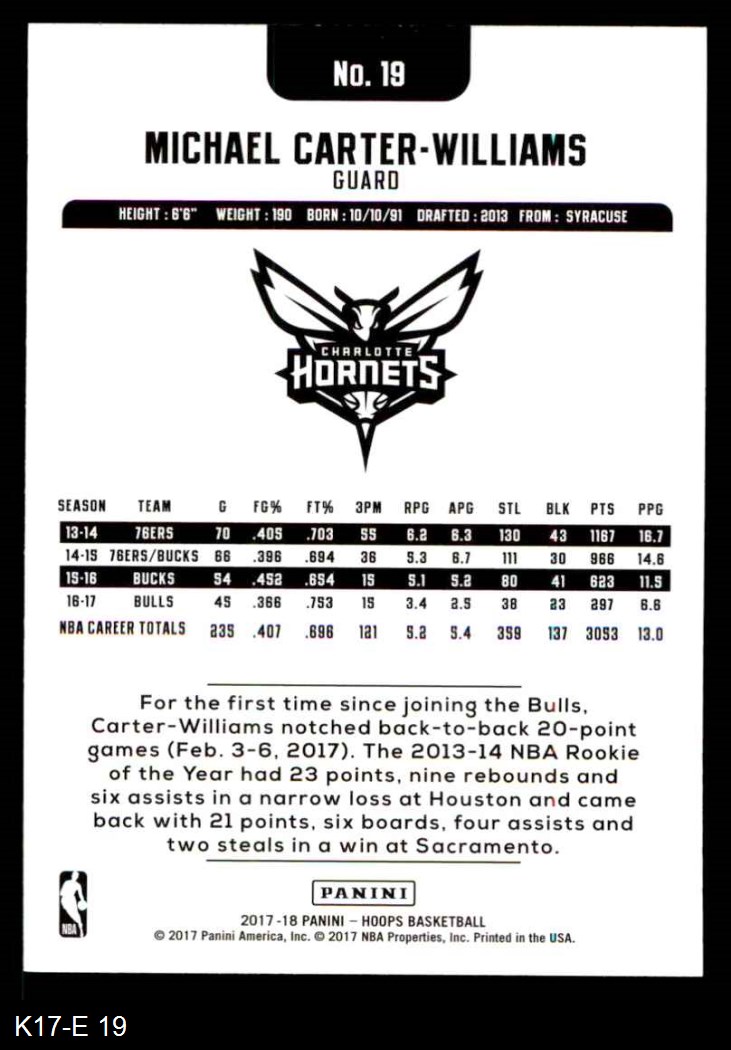 No. 19
MICHAEL CARTER-WILLIAMS
GUARD
HEIGHT : 6'6" WEIGHT : 190 BORN : 10/10/91 DRAFTED : 2013 FROM : SYRACUSE
CHARLOTTE
HORNETS
SEASON TEAM G FG% FT% 3PM RPG APG STL BLK PTS PPG
13-14 76ERS 70 .405 .703 55 6.2 6.3 130 43 1167 16.7
14-15 76ERS/BUCKS 66 .396 .694 36 5.3 6.7 111 30 966 14.6
15-16 BUCKS 54 .452 .654 15 5.1 5.2 80 41 623 11.5
16-17 BULLS 45 .366 .753 15 3.4 2.5 38 23 297 6.6
NBA CAREER TOTALS 235 .407 .696 121 5.2 5.4 359 137 3053 13.0
For the first time since joining the Bulls,
Carter-Williams notched back-to-back 20-point
games (Feb. 3-6, 2017). The 2013-14 NBA Rookie
of the Year had 23 points, nine rebounds and
six assists in a narrow loss at Houston and came
back with 21 points, six boards, four assists and
two steals in a win at Sacramento.
PANINI
NBA
2017-18 PANINI – HOOPS BASKETBALL
© 2017 Panini America, Inc. © 2017 NBA Properties, Inc. Printed in the USA.
K17-E 19